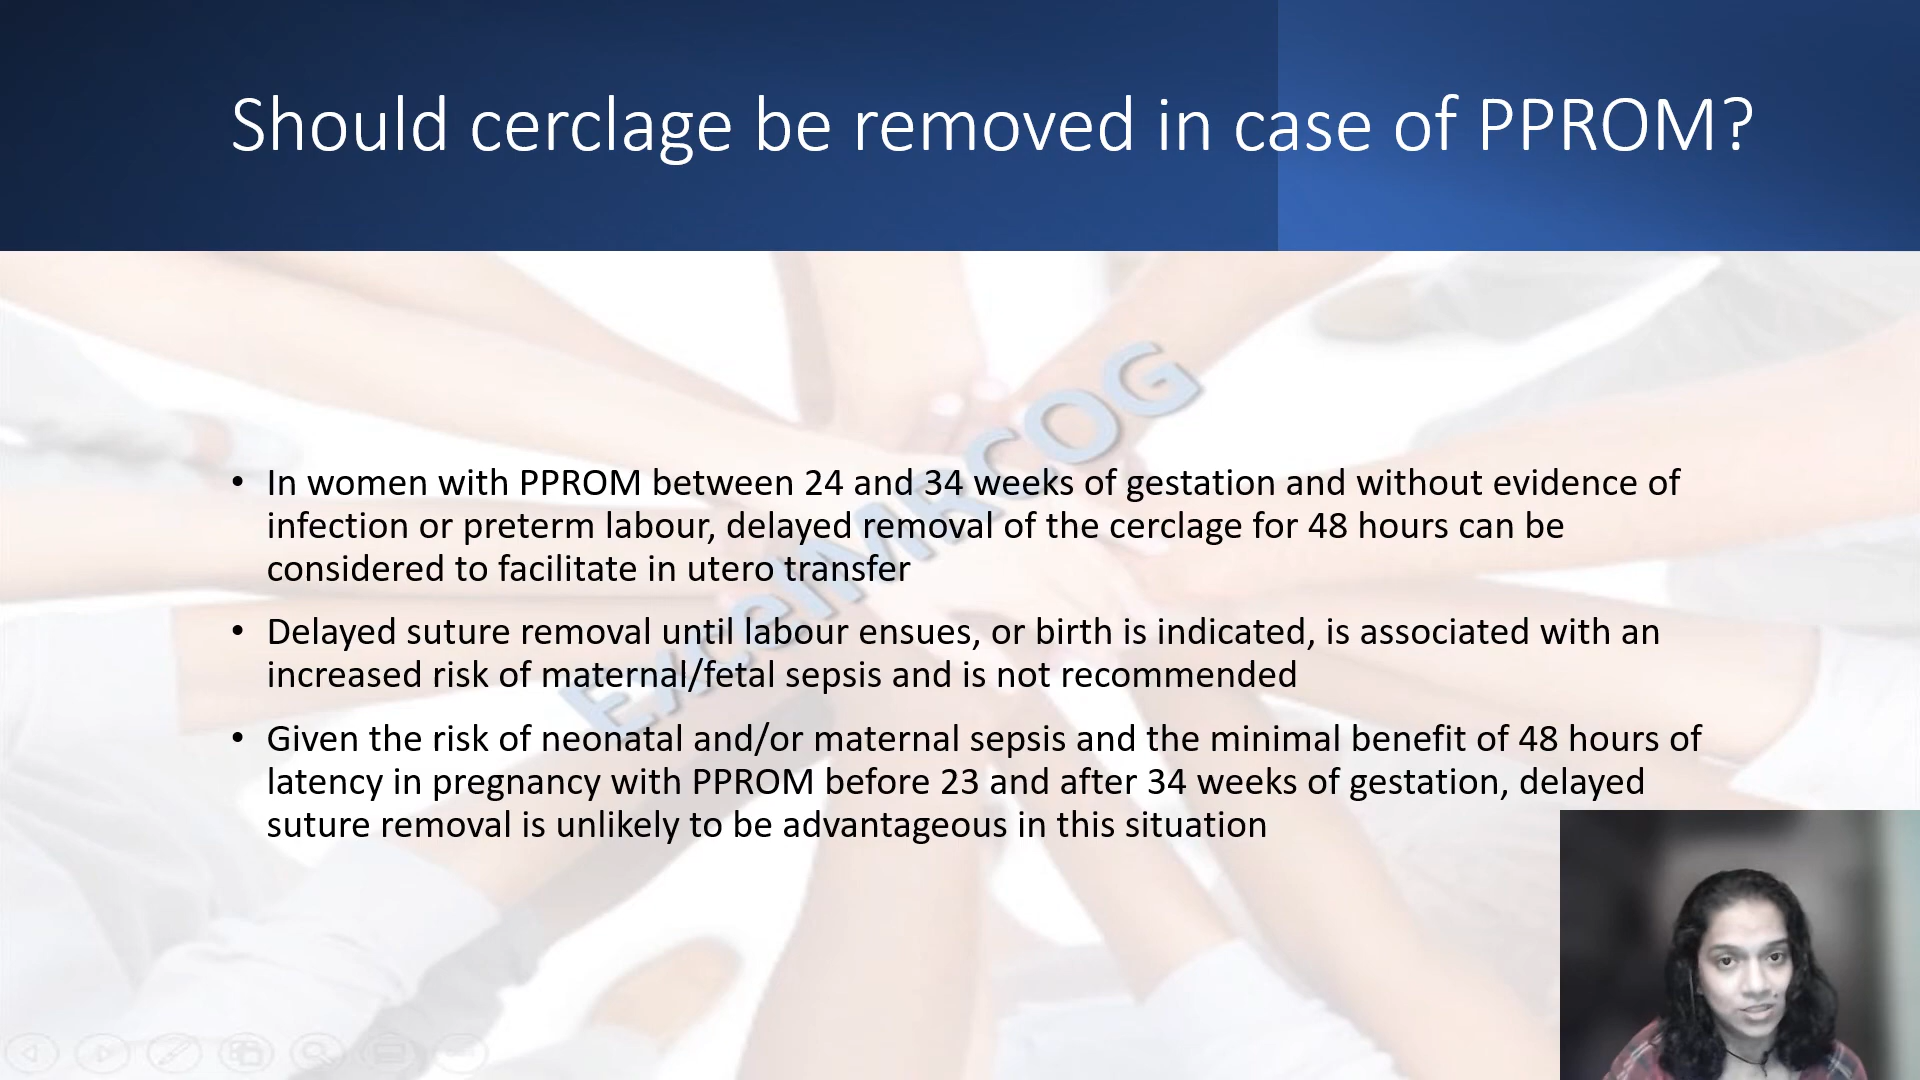 Should cerclage be removed in case of PPROM?
• In women with PPROM between 24 and 34 weeks of gestation and without evidence of
infection or preterm labour, delayed removal of the cerclage for 48 hours can be
considered to facilitate in utero transfer
• Delayed suture removal until labour ensues, or birth is indicated, is associated with an
increased risk of maternal/fetal sepsis and is not recommended
• Given the risk of neonatal and/or maternal sepsis and the minimal benefit of 48 hours of
latency in pregnancy with PPROM before 23 and after 34 weeks of gestation, delayed
suture removal is unlikely to be advantageous in this situation
ExcelMRCOG